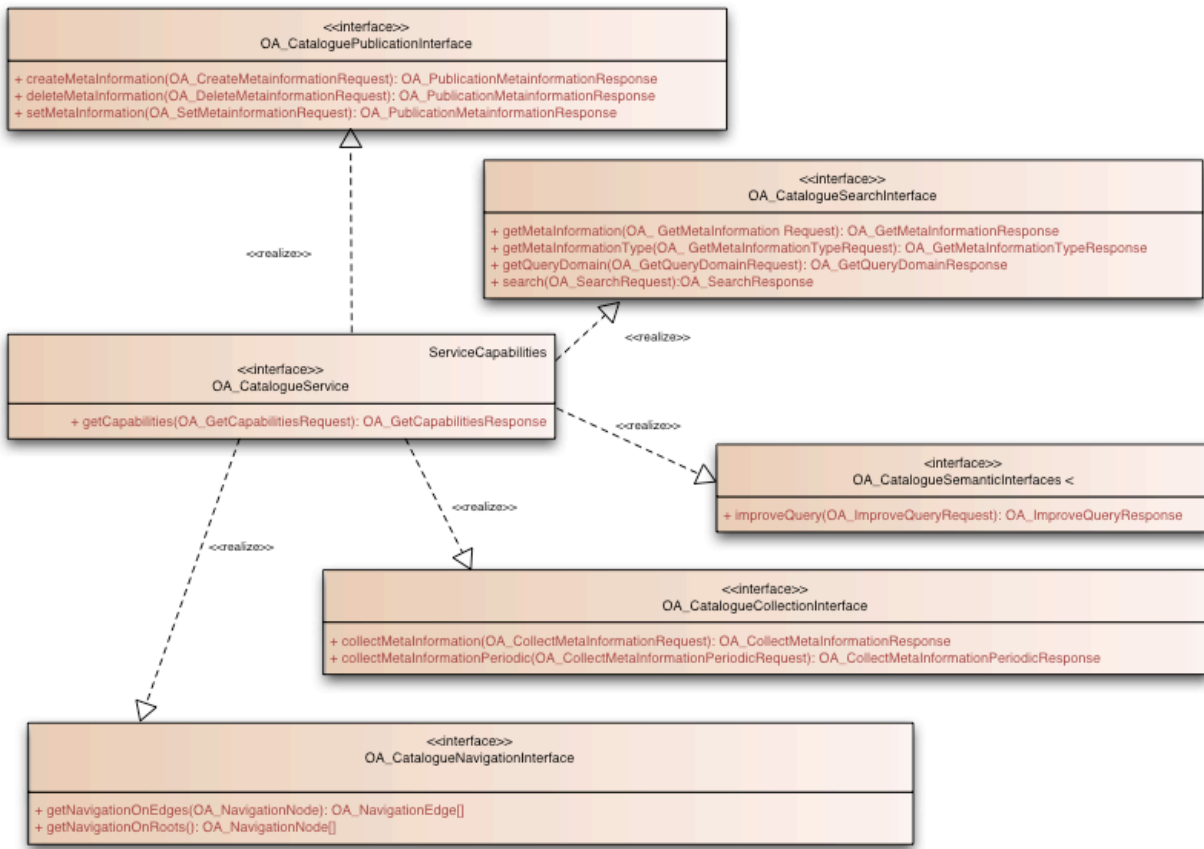 <<interface>>
OA_CataloguePublicationInterface
+ createMetaInformation(OA_CreateMetainformationRequest): OA_PublicationMetainformationResponse
+ deleteMetaInformation(OA_DeleteMetainformationRequest): OA_PublicationMetainformationResponse
+ setMetaInformation(OA_SetMetainformationRequest): OA_PublicationMetainformationResponse
<<interface>>
OA_CatalogueSearchInterface
+ getMetaInformation(OA_ GetMetaInformation Request): OA_GetMetaInformationResponse
+ getMetaInformationType(OA_ GetMetaInformationTypeRequest): OA_GetMetaInformationTypeResponse
+ getQueryDomain(OA_GetQueryDomainRequest): OA_GetQueryDomainResponse
+ search(OA_SearchRequest):OA_SearchResponse
<<realize>>
<<realize>>
ServiceCapabilities
<<interface>>
OA_CatalogueService
+ getCapabilities(OA_GetCapabilitiesRequest): OA_GetCapabilitiesResponse
<<realize>>
<interface>>
OA_CatalogueSemanticInterfaces <
+ improveQuery(OA_ImproveQueryRequest): OA_ImproveQueryResponse
<<realize>>
<<realize>>
<<interface>>
OA_CatalogueCollectionInterface
+ collectMetaInformation(OA_CollectMetaInformationRequest): OA_CollectMetaInformationResponse
+ collectMetaInformationPeriodic(OA_CollectMetaInformationPeriodicRequest): OA_CollectMetaInformationPeriodicResponse
<<interface>>
OA_CatalogueNavigationInterface
+ getNavigationOnEdges(OA_NavigationNode): OA_NavigationEdge[]
+ getNavigationOnRoots(): OA_NavigationNode[]